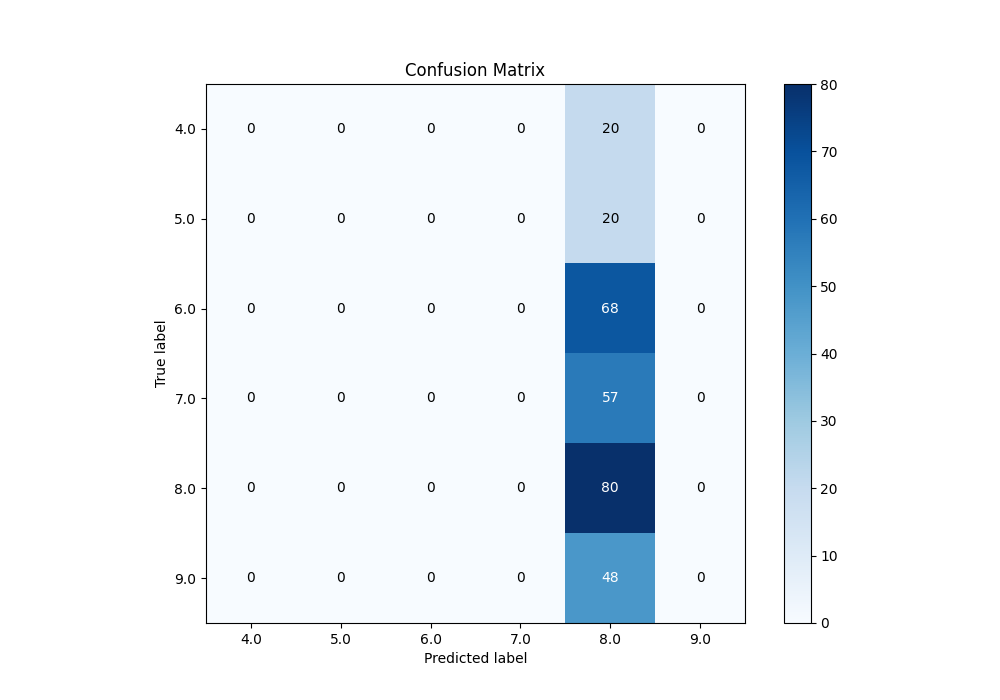 Confusion Matrix
True label
4.0 0 0 0 0 20 0
5.0 0 0 0 0 20 0
6.0 0 0 0 0 68 0
7.0 0 0 0 0 57 0
8.0 0 0 0 0 80 0
9.0 0 0 0 0 48 0
4.0 5.0 6.0 7.0 8.0 9.0
Predicted label
80
70
60
50
40
30
20
10
0